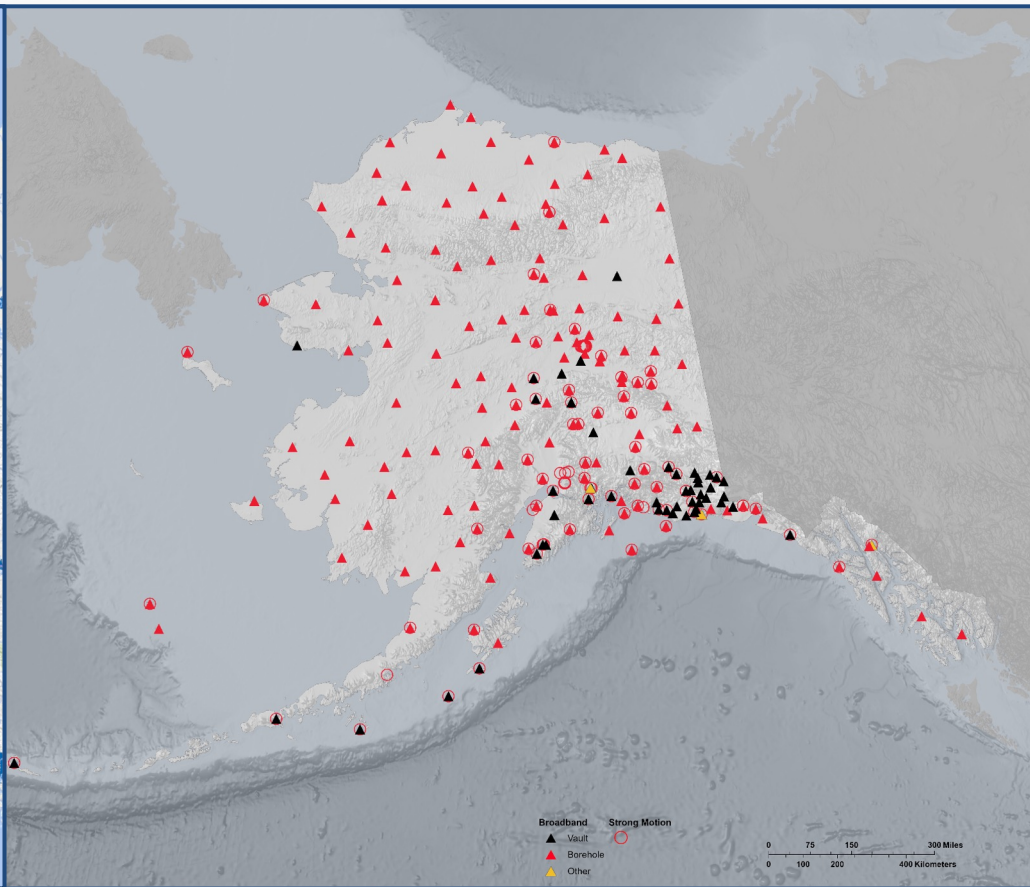 Broadband Strong Motion
Vault
Borehole
Other
0 75 150 300 Miles
0 100 200 400 Kilometers